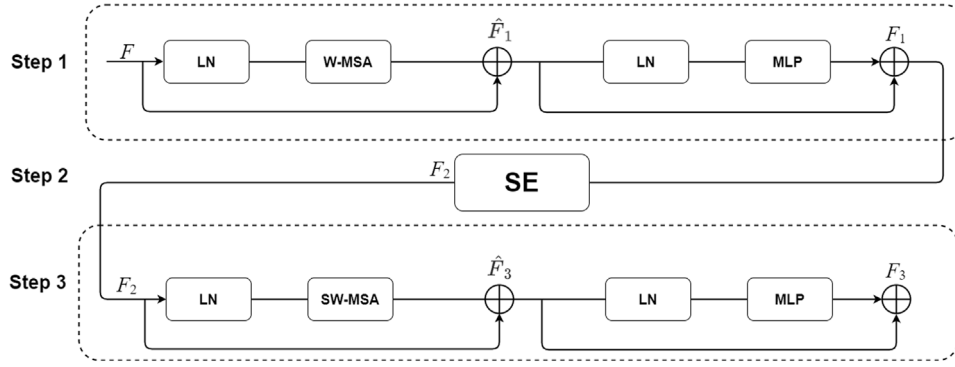 Step 1
F
LN
W-MSA
F̂₁
LN
MLP
F₁
Step 2
F₂
SE
Step 3
F₂
LN
SW-MSA
F̂₃
LN
MLP
F₃